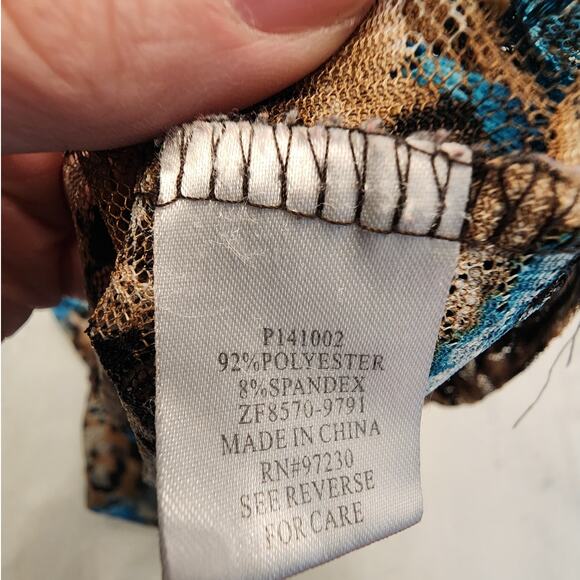 P141002
92%POLYESTER
8%SPANDEX
ZF8570-9791
MADE IN CHINA
RN#97230
SEE REVERSE
FOR CARE